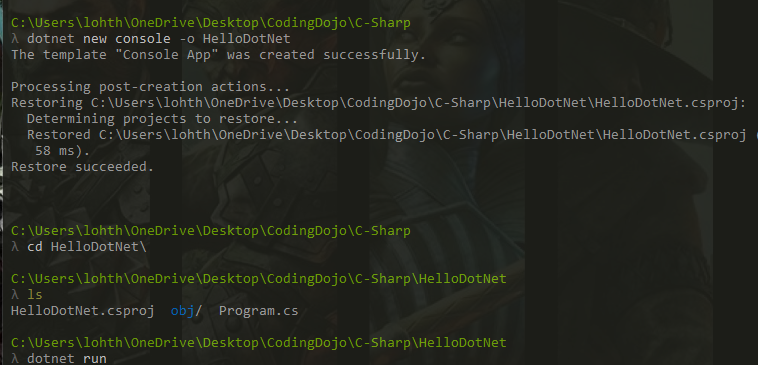 C:\Users\lohth\OneDrive\Desktop\CodingDojo\C-Sharp
λ dotnet new console -o HelloDotNet
The template "Console App" was created successfully.
Processing post-creation actions...
Restoring C:\Users\lohth\OneDrive\Desktop\CodingDojo\C-Sharp\HelloDotNet\HelloDotNet.csproj:
  Determining projects to restore...
  Restored C:\Users\lohth\OneDrive\Desktop\CodingDojo\C-Sharp\HelloDotNet\HelloDotNet.csproj (
   58 ms).
Restore succeeded.
C:\Users\lohth\OneDrive\Desktop\CodingDojo\C-Sharp
λ cd HelloDotNet\
C:\Users\lohth\OneDrive\Desktop\CodingDojo\C-Sharp\HelloDotNet
λ ls
HelloDotNet.csproj  obj/  Program.cs
C:\Users\lohth\OneDrive\Desktop\CodingDojo\C-Sharp\HelloDotNet
λ dotnet run